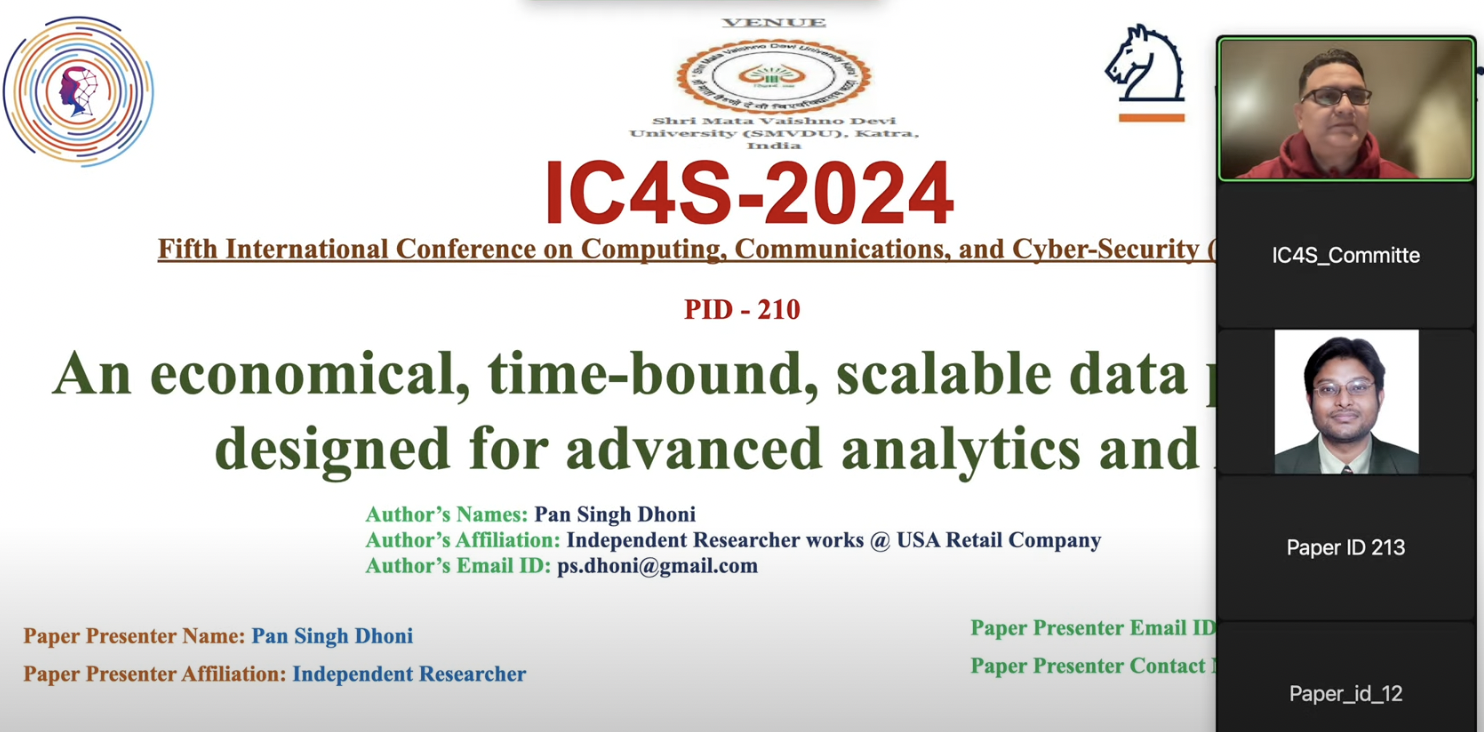 VENUE
Shri Mata Vaishno Devi
University (SMVDU), Katra,
India
IC4S-2024
Fifth International Conference on Computing, Communications, and Cyber-Security (
PID - 210
An economical, time-bound, scalable data
designed for advanced analytics and
Author's Names: Pan Singh Dhoni
Author's Affiliation: Independent Researcher works @ USA Retail Company
Author's Email ID: ps.dhoni@gmail.com
Paper Presenter Name: Pan Singh Dhoni
Paper Presenter Affiliation: Independent Researcher
Paper Presenter Email ID
Paper Presenter Contact
IC4S_Committe
Paper ID 213
Paper_id_12